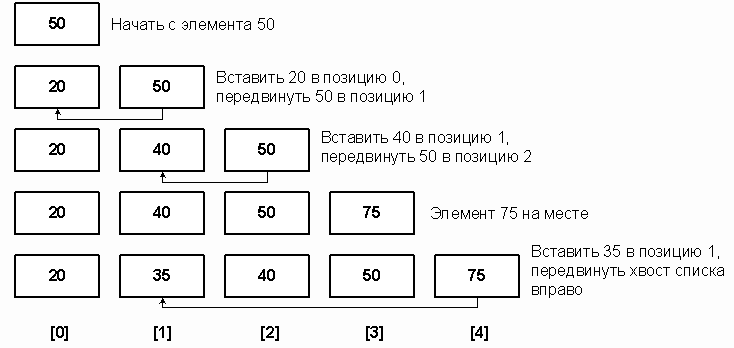 50 Начать с элемента 50
20 50 Вставить 20 в позицию 0,
передвинуть 50 в позицию 1
20 40 50 Вставить 40 в позицию 1,
передвинуть 50 в позицию 2
20 40 50 75 Элемент 75 на месте
20 35 40 50 75 Вставить 35 в позицию 1,
передвинуть хвост списка
вправо
[0] [1] [2] [3] [4]